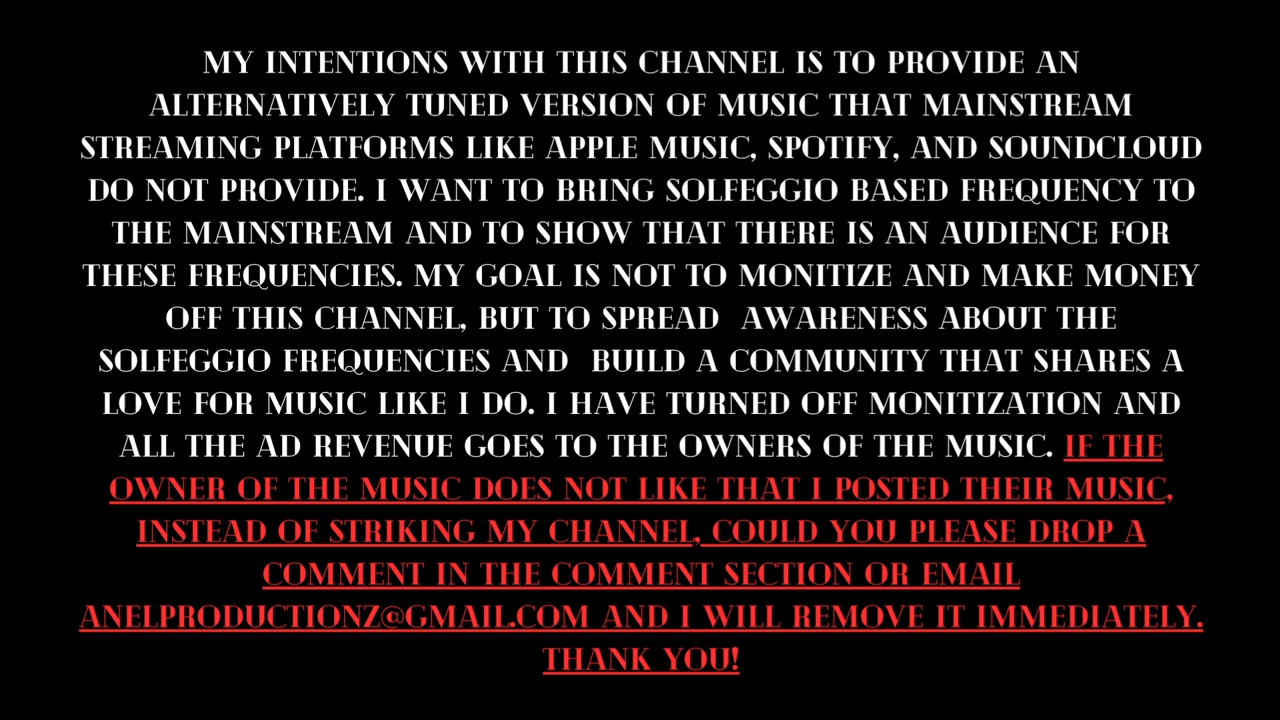 MY INTENTIONS WITH THIS CHANNEL IS TO PROVIDE AN
ALTERNATIVELY TUNED VERSION OF MUSIC THAT MAINSTREAM
STREAMING PLATFORMS LIKE APPLE MUSIC, SPOTIFY, AND SOUNDCLOUD
DO NOT PROVIDE. I WANT TO BRING SOLFEGGIO BASED FREQUENCY TO
THE MAINSTREAM AND TO SHOW THAT THERE IS AN AUDIENCE FOR
THESE FREQUENCIES. MY GOAL IS NOT TO MONITIZE AND MAKE MONEY
OFF THIS CHANNEL, BUT TO SPREAD  AWARENESS ABOUT THE
SOLFEGGIO FREQUENCIES AND  BUILD A COMMUNITY THAT SHARES A
LOVE FOR MUSIC LIKE I DO. I HAVE TURNED OFF MONITIZATION AND
ALL THE AD REVENUE GOES TO THE OWNERS OF THE MUSIC. IF THE
OWNER OF THE MUSIC DOES NOT LIKE THAT I POSTED THEIR MUSIC,
INSTEAD OF STRIKING MY CHANNEL, COULD YOU PLEASE DROP A
COMMENT IN THE COMMENT SECTION OR EMAIL
ANELPRODUCTIONZ@GMAIL.COM AND I WILL REMOVE IT IMMEDIATELY.
THANK YOU!